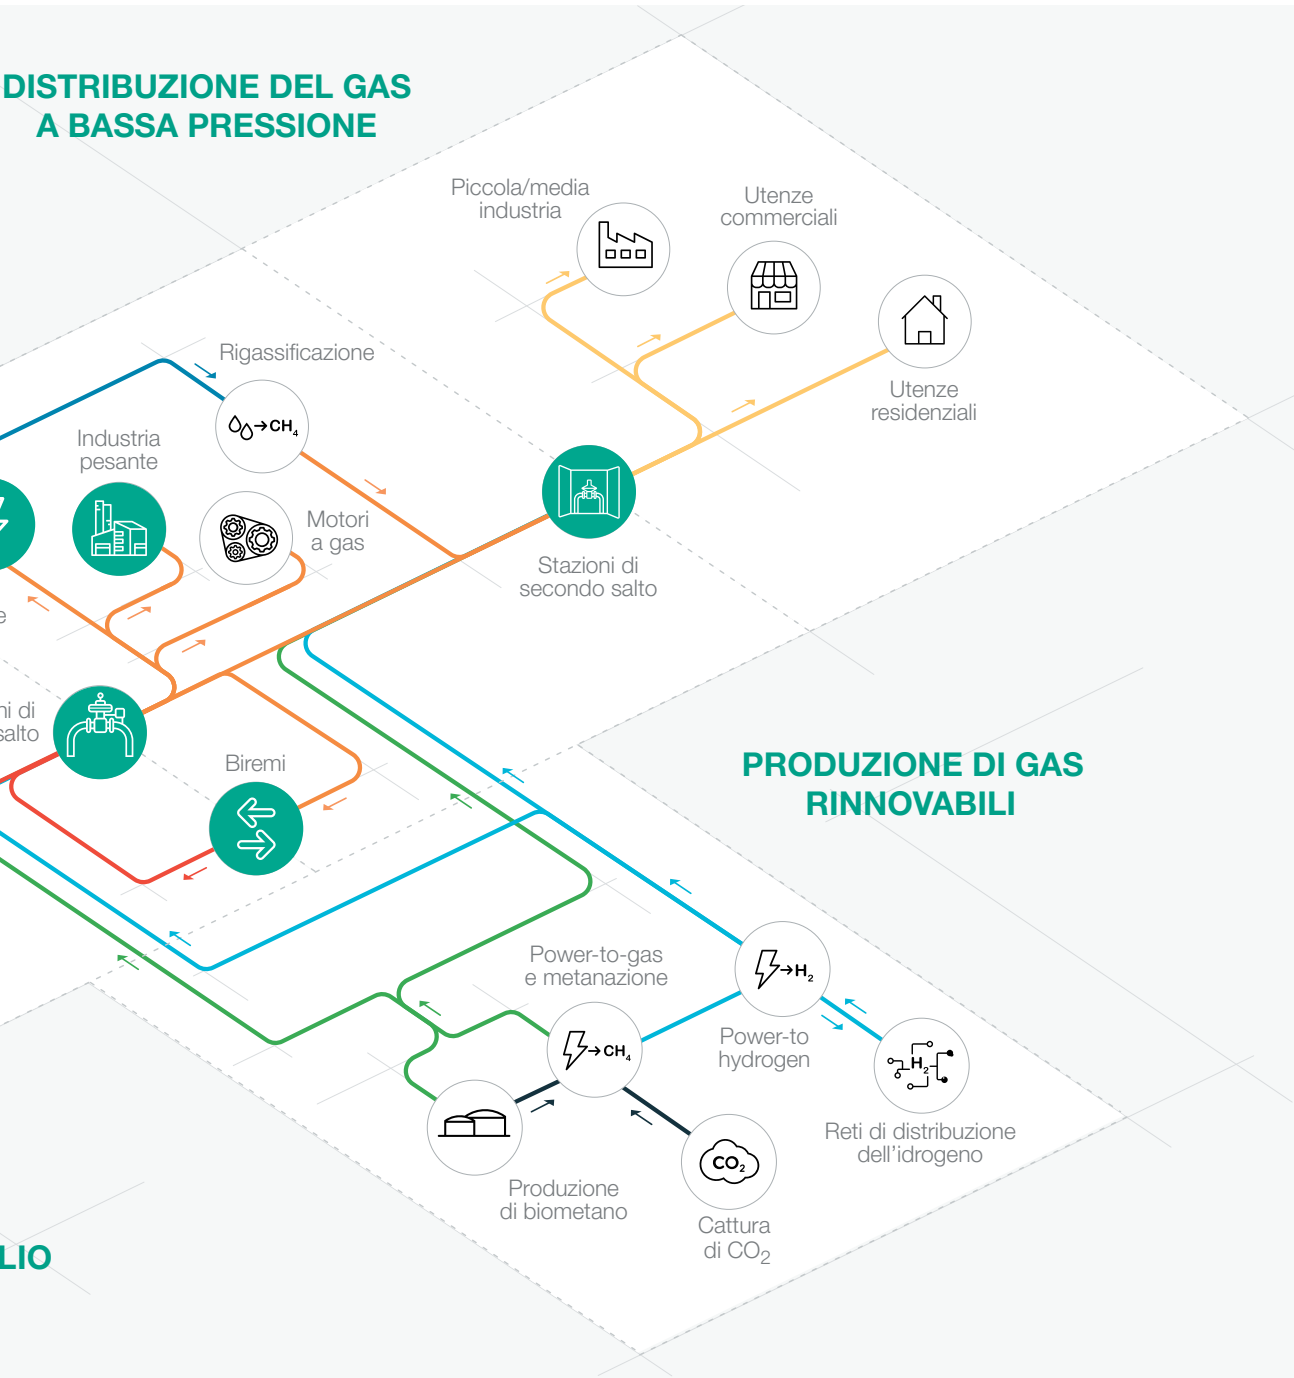 DISTRIBUZIONE DEL GAS
A BASSA PRESSIONE
Piccola/media
industria
Utenze
commerciali
Utenze
residenziali
Rigassificazione
→CH₄
Industria
pesante
Motori
a gas
Stazioni di
secondo salto
e
ni di
salto
Biremi
PRODUZIONE DI GAS
RINNOVABILI
Power-to-gas
e metanazione
→H₂
→CH₄
Power-to
hydrogen
H₂
Reti di distribuzione
dell'idrogeno
CO₂
Produzione
di biometano
Cattura
di CO₂
LIO